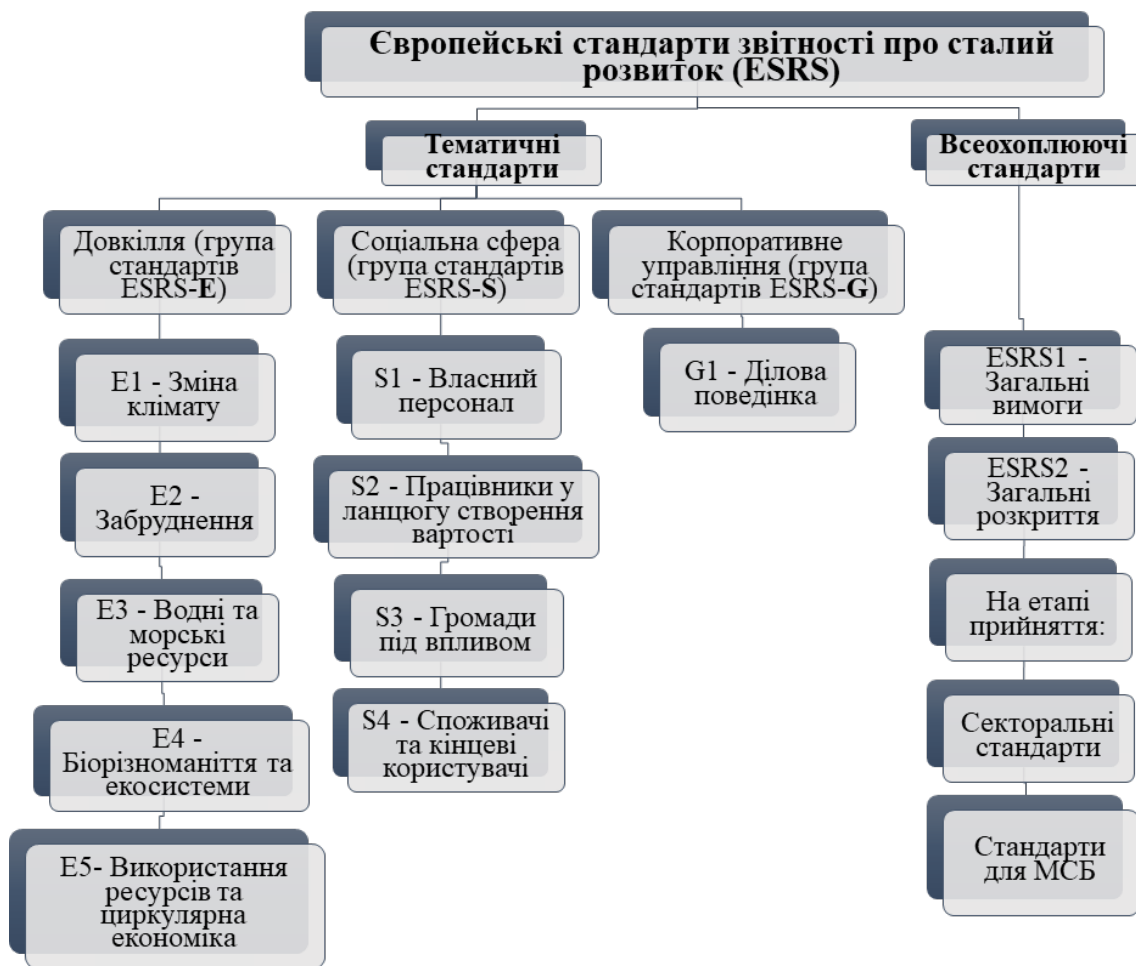 Європейські стандарти звітності про сталий
розвиток (ESRS)
Тематичні
стандарти
Всеохоплюючі
стандарти
Довкілля (група
стандартів
ESRS-E)
Соціальна сфера
(група стандартів
ESRS-S)
Корпоративне
управління (група
стандартів ESRS-G)
E1 - Зміна
клімату
E2 -
Забруднення
E3 - Водні та
морські
ресурси
E4 -
Біорізноманіття та
екосистеми
E5- Використання
ресурсів та
циркулярна
економіка
S1 - Власний
персонал
S2 - Працівники у
ланцюгу створення
вартості
S3 - Громади
під впливом
S4 - Споживачі
та кінцеві
користувачі
G1 - Ділова
поведінка
ESRS1 -
Загальні
вимоги
ESRS2 -
Загальні
розкриття
На етапі
прийняття:
Секторальні
стандарти
Стандарти
для МСБ